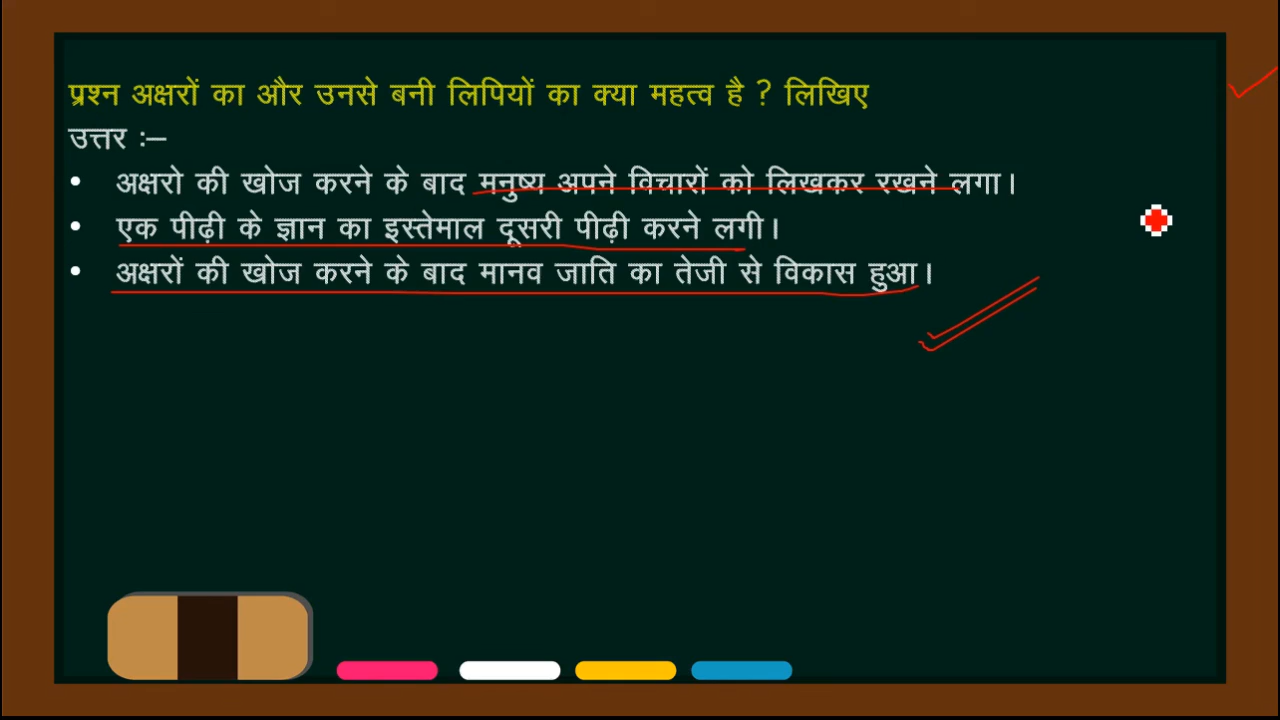 प्रश्न अक्षरों का और उनसे बनी लिपियों का क्या महत्व है ? लिखिए
उत्तर :–
• अक्षरो की खोज करने के बाद मनुष्य अपने विचारों को लिखकर रखने लगा।
• एक पीढ़ी के ज्ञान का इस्तेमाल दूसरी पीढ़ी करने लगी।
• अक्षरों की खोज करने के बाद मानव जाति का तेजी से विकास हुआ।